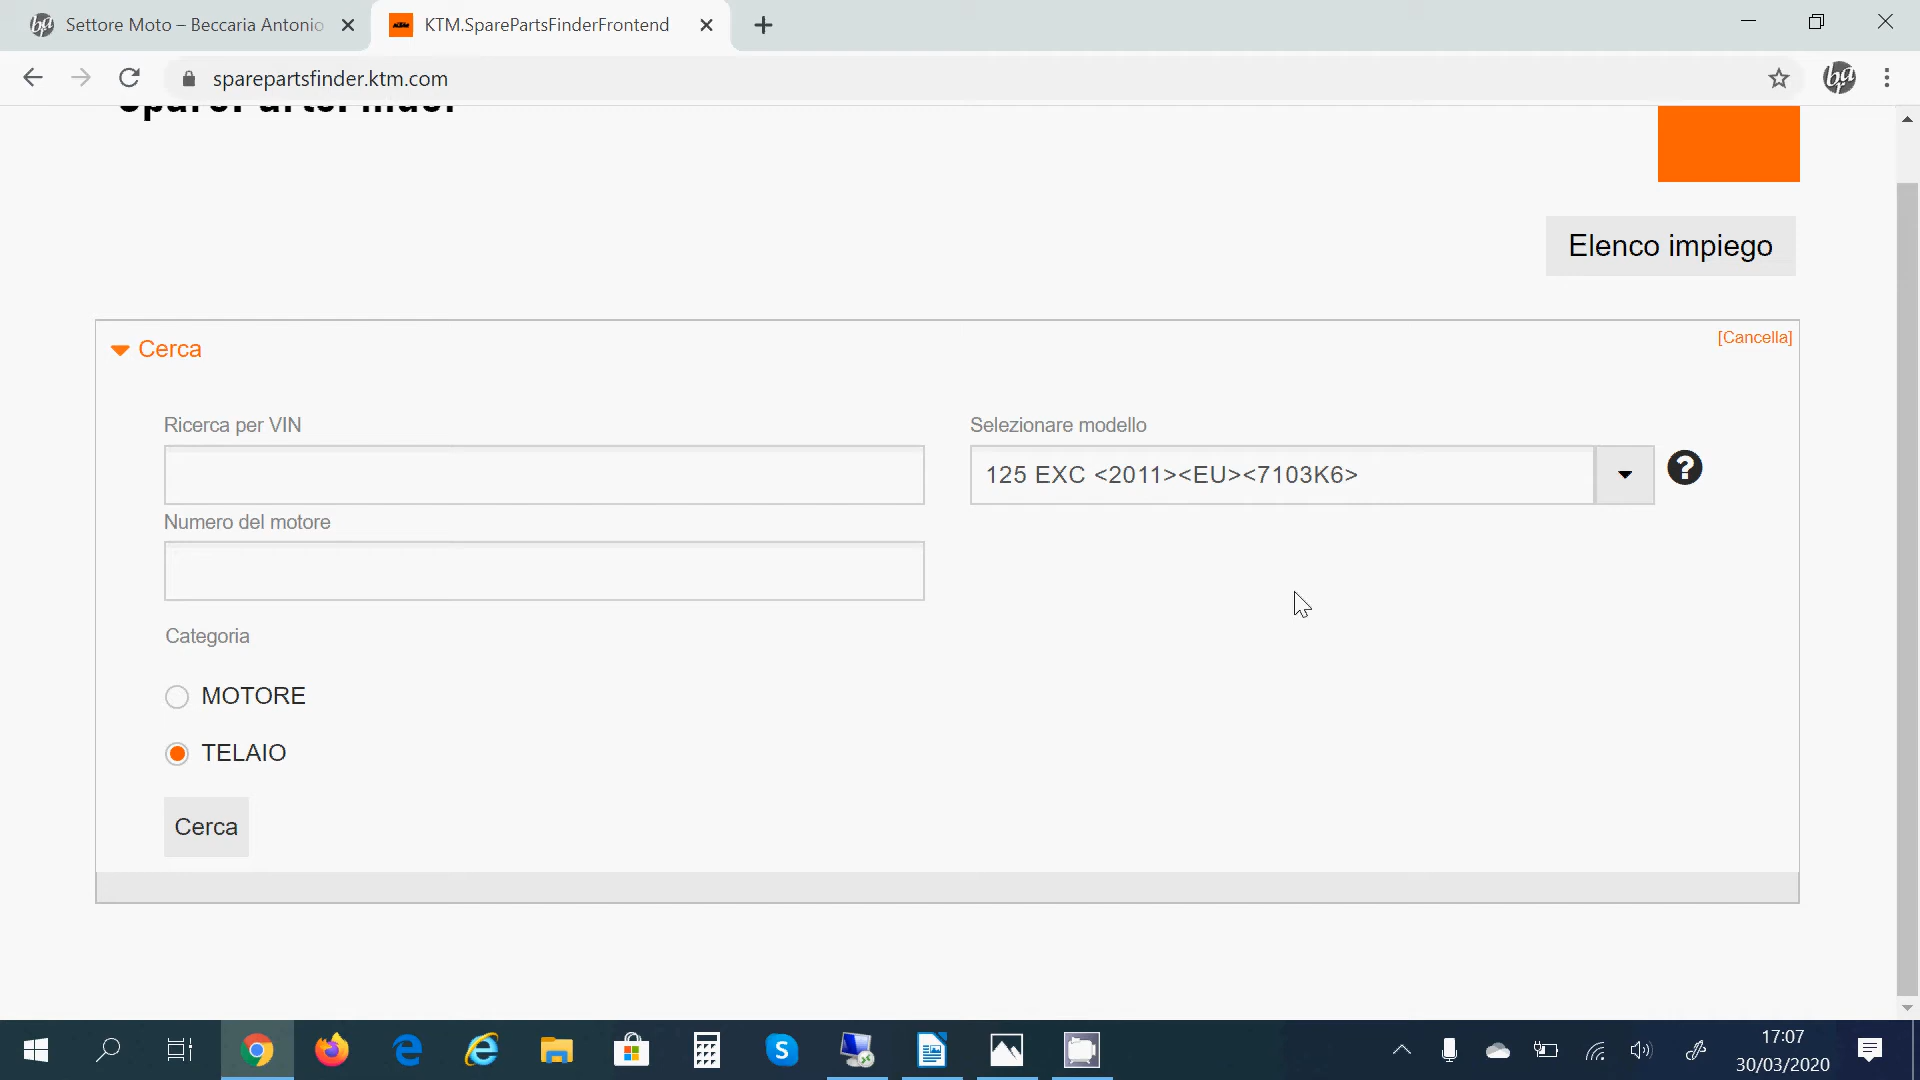 Settore Moto – Beccaria Antonio
KTM.SparePartsFinderFrontend
sparepartsfinder.ktm.com
Elenco impiego
Cerca
[Cancella]
Ricerca per VIN
Selezionare modello
125 EXC <2011><EU><7103K6>
Numero del motore
Categoria
MOTORE
TELAIO
Cerca
17:07
30/03/2020